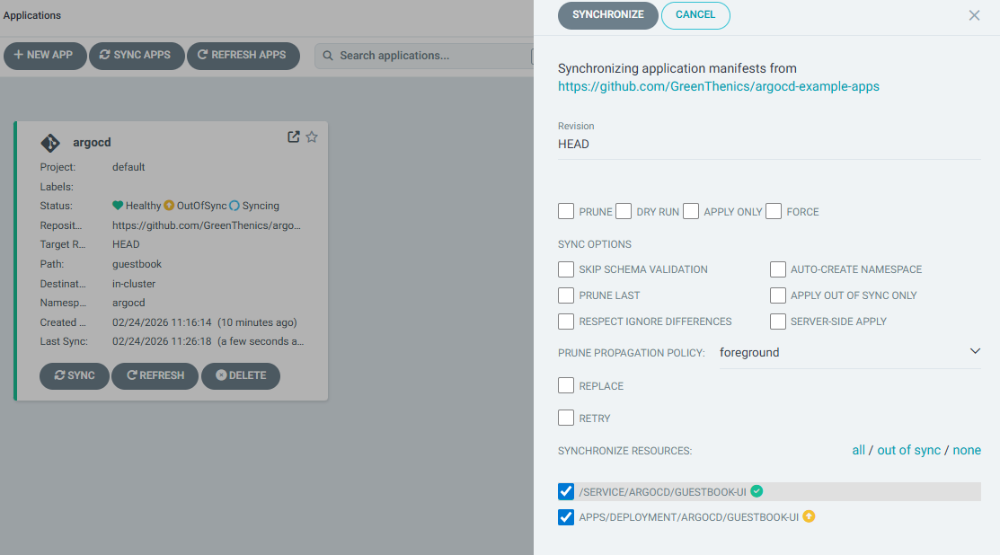 Applications
NEW APP SYNC APPS REFRESH APPS Search applications...
argocd
Project: default
Labels:
Status: Healthy OutOfSync Syncing
Reposit... https://github.com/GreenThenics/argo...
Target R... HEAD
Path: guestbook
Destinat... in-cluster
Namesp... argocd
Created ... 02/24/2026 11:16:14 (10 minutes ago)
Last Sync: 02/24/2026 11:26:18 (a few seconds a...
SYNC REFRESH DELETE
SYNCHRONIZE CANCEL
Synchronizing application manifests from
https://github.com/GreenThenics/argocd-example-apps
Revision
HEAD
PRUNE DRY RUN APPLY ONLY FORCE
SYNC OPTIONS
SKIP SCHEMA VALIDATION AUTO-CREATE NAMESPACE
PRUNE LAST APPLY OUT OF SYNC ONLY
RESPECT IGNORE DIFFERENCES SERVER-SIDE APPLY
PRUNE PROPAGATION POLICY: foreground
REPLACE
RETRY
SYNCHRONIZE RESOURCES: all / out of sync / none
/SERVICE/ARGOCD/GUESTBOOK-UI
APPS/DEPLOYMENT/ARGOCD/GUESTBOOK-UI